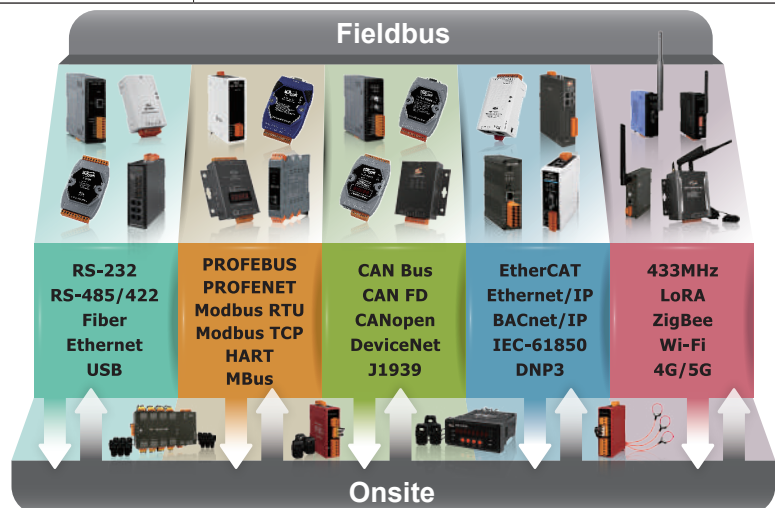 Fieldbus
RS-232
RS-485/422
Fiber
Ethernet
USB
PROFEBUS
PROFENET
Modbus RTU
Modbus TCP
HART
MBus
CAN Bus
CAN FD
CANopen
DeviceNet
J1939
EtherCAT
Ethernet/IP
BACnet/IP
IEC-61850
DNP3
433MHz
LoRA
ZigBee
Wi-Fi
4G/5G
Onsite